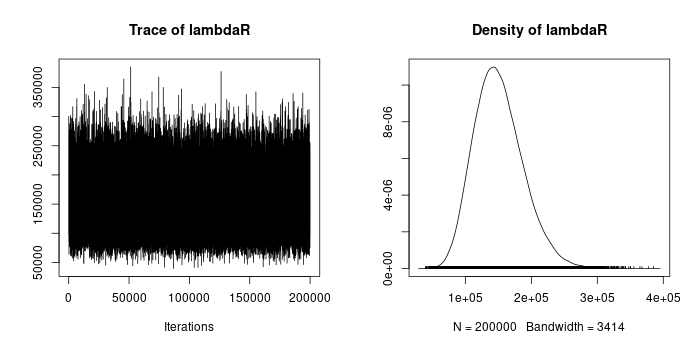 Trace of lambdaR
350000
250000
150000
50000
0
50000
100000
150000
200000
Iterations
Density of lambdaR
8e-06
4e-06
0e+00
1e+05
2e+05
3e+05
4e+05
N = 200000 Bandwidth = 3414